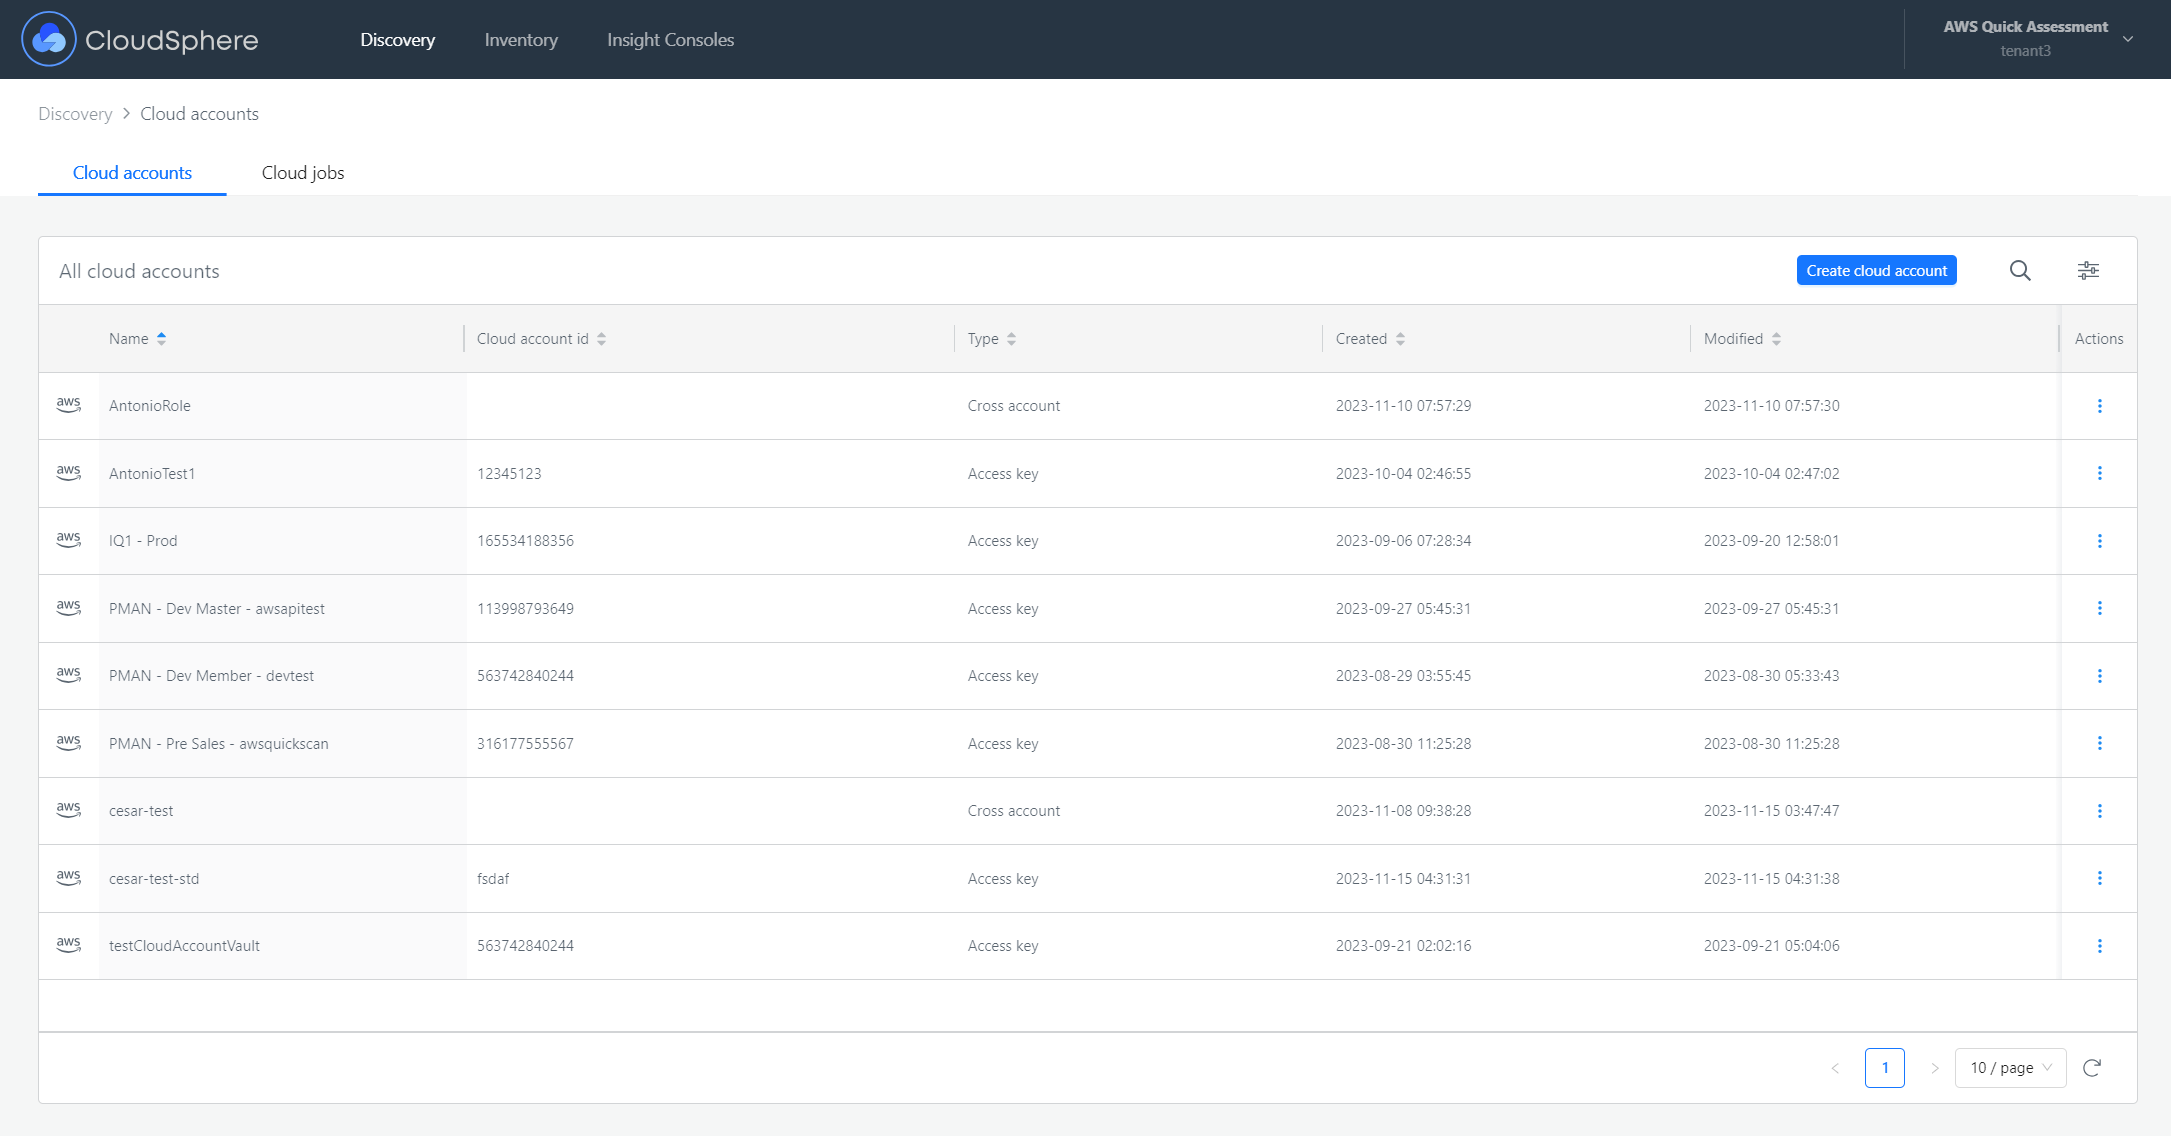 CloudSphere Discovery Inventory Insight Consoles AWS Quick Assessment
tenant3
Discovery > Cloud accounts
Cloud accounts Cloud jobs
All cloud accounts Create cloud account
Name Cloud account id Type Created Modified Actions
aws AntonioRole Cross account 2023-11-10 07:57:29 2023-11-10 07:57:30
aws AntonioTest1 12345123 Access key 2023-10-04 02:46:55 2023-10-04 02:47:02
aws IQ1 - Prod 165534188356 Access key 2023-09-06 07:28:34 2023-09-20 12:58:01
aws PMAN - Dev Master - awsapitest 113998793649 Access key 2023-09-27 05:45:31 2023-09-27 05:45:31
aws PMAN - Dev Member - devtest 563742840244 Access key 2023-08-29 03:55:45 2023-08-30 05:33:43
aws PMAN - Pre Sales - awsquickscan 316177555567 Access key 2023-08-30 11:25:28 2023-08-30 11:25:28
aws cesar-test Cross account 2023-11-08 09:38:28 2023-11-15 03:47:47
aws cesar-test-std fsdaf Access key 2023-11-15 04:31:31 2023-11-15 04:31:38
aws testCloudAccountVault 563742840244 Access key 2023-09-21 02:02:16 2023-09-21 05:04:06
< 1 > 10 / page